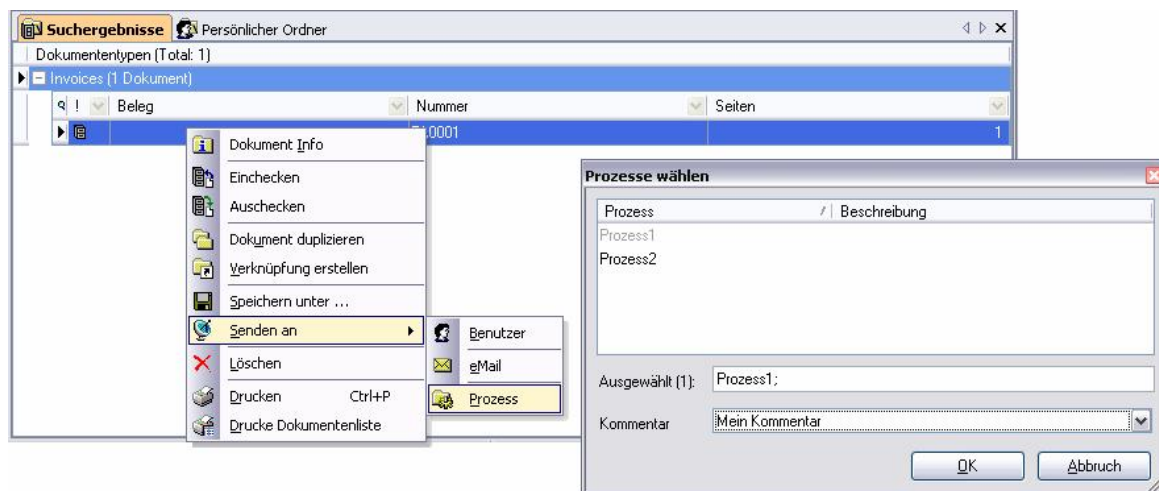 Suchergebnisse Persönlicher Ordner
Dokumententypen (Total: 1)
Invoices (1 Dokument)
! Beleg Nummer Seiten
0001 1
Dokument Info
Einchecken
Auschecken
Dokument duplizieren
Verknüpfung erstellen
Speichern unter ...
Senden an
Löschen
Drucken Ctrl+P
Drucke Dokumentenliste
Benutzer
eMail
Prozess
Prozesse wählen
Prozess / Beschreibung
Prozess1
Prozess2
Ausgewählt (1): Prozess1;
Kommentar Mein Kommentar
OK Abbruch